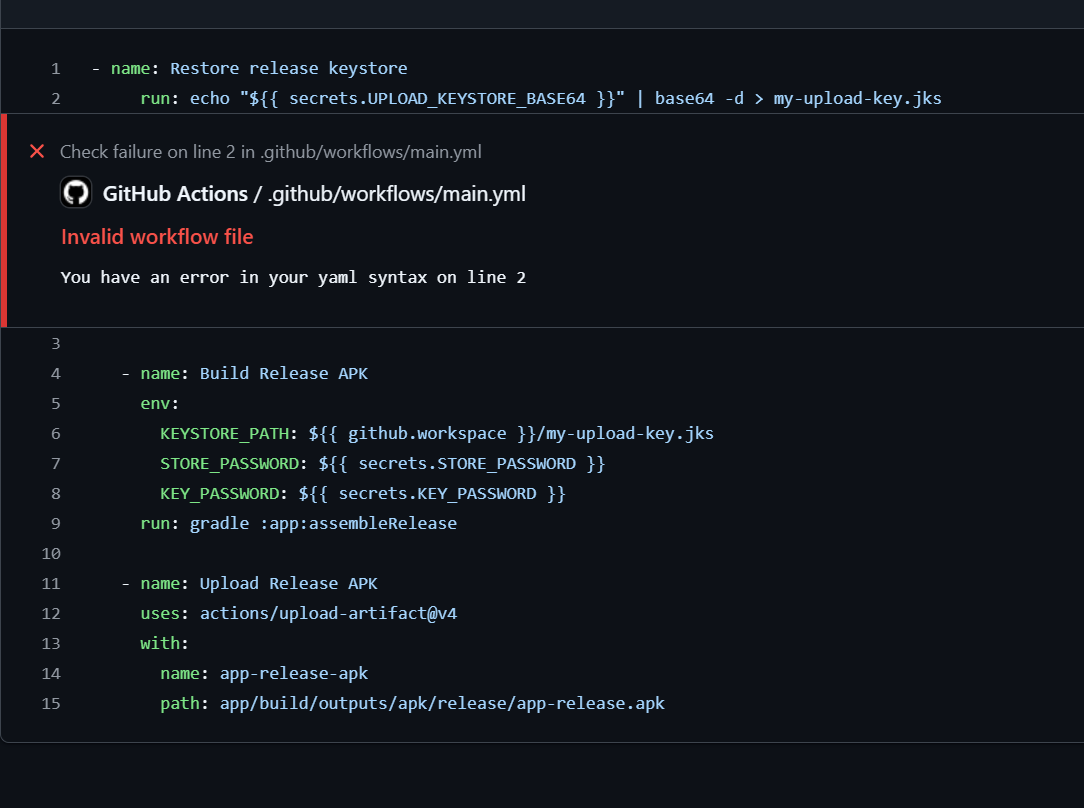 1 - name: Restore release keystore
2 run: echo "${{ secrets.UPLOAD_KEYSTORE_BASE64 }}" | base64 -d > my-upload-key.jks
Check failure on line 2 in .github/workflows/main.yml
GitHub Actions / .github/workflows/main.yml
Invalid workflow file
You have an error in your yaml syntax on line 2
3
4 - name: Build Release APK
5 env:
6 KEYSTORE_PATH: ${{ github.workspace }}/my-upload-key.jks
7 STORE_PASSWORD: ${{ secrets.STORE_PASSWORD }}
8 KEY_PASSWORD: ${{ secrets.KEY_PASSWORD }}
9 run: gradle :app:assembleRelease
10
11 - name: Upload Release APK
12 uses: actions/upload-artifact@v4
13 with:
14 name: app-release-apk
15 path: app/build/outputs/apk/release/app-release.apk